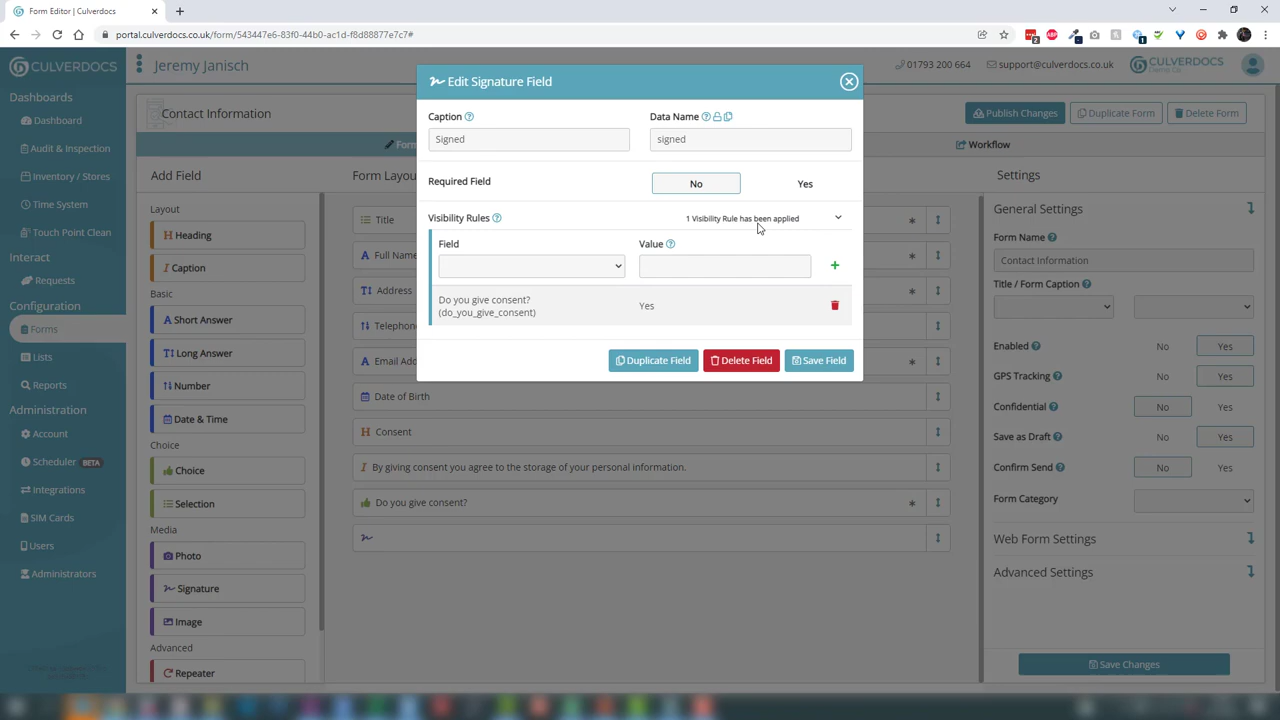 Form Editor | Culverdocs
portal.culverdocs.co.uk/form/543447e6-83f0-44b0-ac1d-f8d88877e7c7#
CULVERDOCS
Jeremy Janisch
01793 200 664
support@culverdocs.co.uk
CULVERDOCS
Dashboards
Dashboard
Audit & Inspection
Inventory / Stores
Time System
Touch Point Clean
Interact
Requests
Configuration
Forms
Lists
Reports
Administration
Account
Scheduler BETA
Integrations
SIM Cards
Users
Administrators
Contact Information
Publish Changes
Duplicate Form
Delete Form
Form
Workflow
Add Field
Layout
Heading
Caption
Basic
Short Answer
Long Answer
Number
Date & Time
Choice
Choice
Selection
Media
Photo
Signature
Image
Advanced
Repeater
Form Layou
Title
Full Name
Address
Telephon
Email Add
Date of Birth
Consent
By giving consent you agree to the storage of your personal information.
Do you give consent?
Edit Signature Field
Caption
Data Name
Signed
signed
Required Field
No
Yes
Visibility Rules
1 Visibility Rule has been applied
Field
Value
Do you give consent?
(do_you_give_consent)
Yes
Duplicate Field
Delete Field
Save Field
Settings
General Settings
Form Name
Contact Information
Title / Form Caption
Enabled
No
Yes
GPS Tracking
No
Yes
Confidential
No
Yes
Save as Draft
No
Yes
Confirm Send
No
Yes
Form Category
Web Form Settings
Advanced Settings
Save Changes